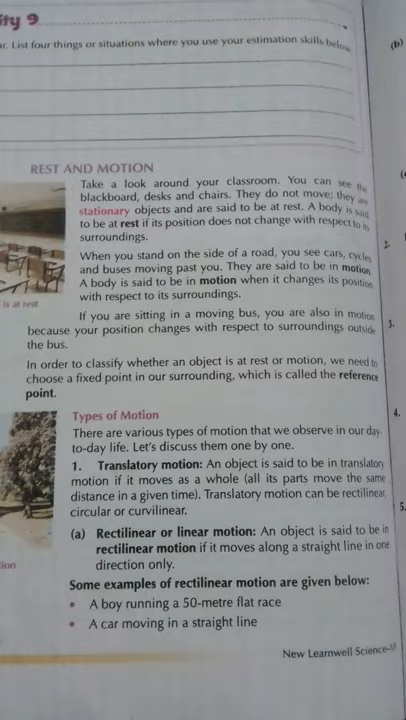 ity 9
r. List four things or situations where you use your estimation skills below
(b)
REST AND MOTION
Take a look around your classroom. You can see the
blackboard, desks and chairs. They do not move; they are
stationary objects and are said to be at rest. A body is said
to be at rest if its position does not change with respect to its
surroundings.
2.
When you stand on the side of a road, you see cars, cycles
and buses moving past you. They are said to be in motion.
A body is said to be in motion when it changes its position
with respect to its surroundings.
is at rest
If you are sitting in a moving bus, you are also in motion
because your position changes with respect to surroundings outside
the bus.
3.
In order to classify whether an object is at rest or motion, we need to
choose a fixed point in our surrounding, which is called the reference
point.
4.
Types of Motion
There are various types of motion that we observe in our day-
to-day life. Let's discuss them one by one.
1. Translatory motion: An object is said to be in translatory
motion if it moves as a whole (all its parts move the same
distance in a given time). Translatory motion can be rectilinear,
circular or curvilinear.
5.
(a) Rectilinear or linear motion: An object is said to be in
rectilinear motion if it moves along a straight line in one
direction only.
tion
Some examples of rectilinear motion are given below:
• A boy running a 50-metre flat race
• A car moving in a straight line
New Learnwell Science-